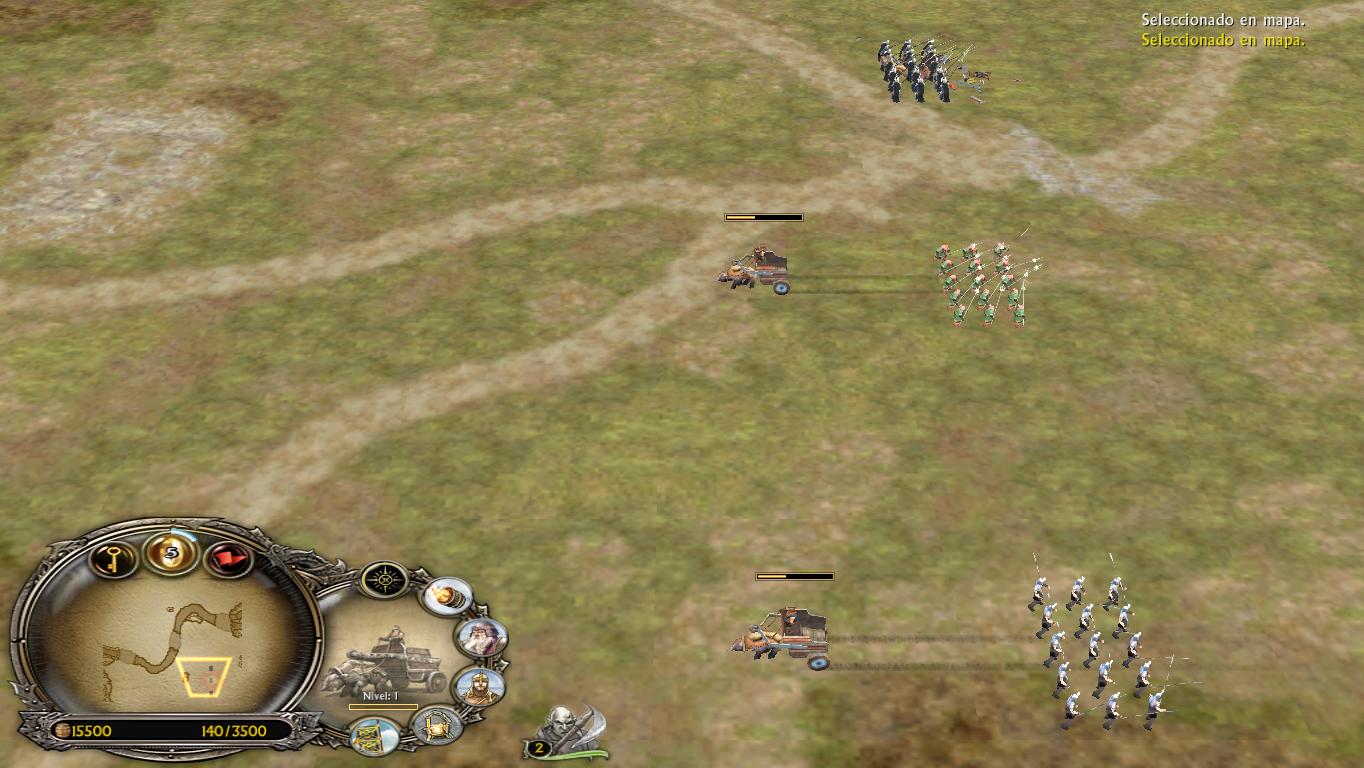 Seleccionado en mapa.
Seleccionado en mapa.
5
Nivel: 1
15500
140/3500
2